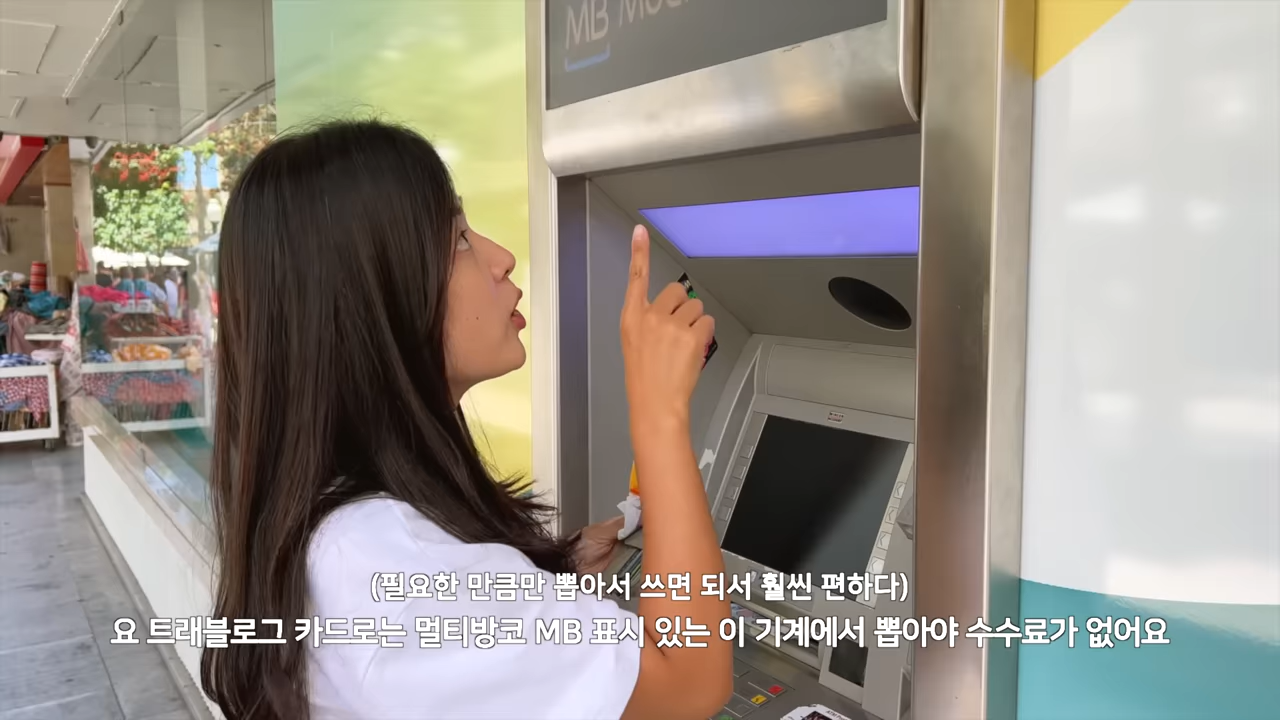 MB
(필요한 만큼만 뽑아서 쓰면 되서 훨씬 편하다)
요 트래블로그 카드로는 멀티방코 MB 표시 있는 이 기계에서 뽑아야 수수료가 없어요